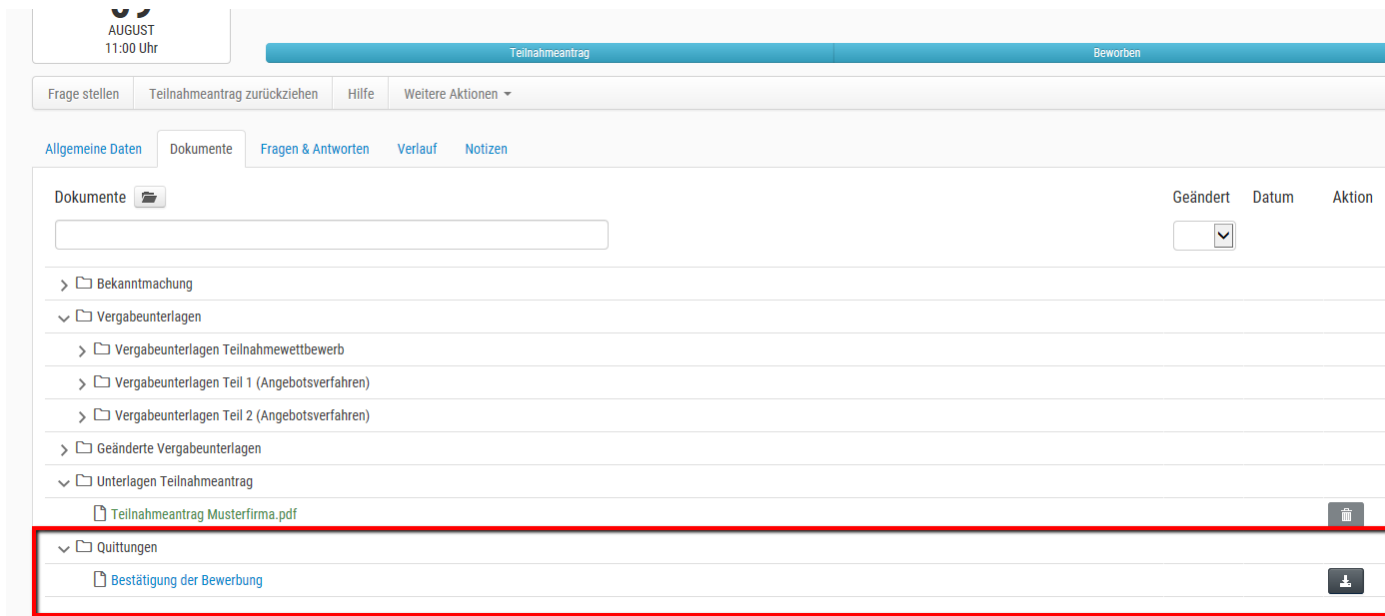 AUGUST
11:00 Uhr
Teilnahmeantrag Beworben
Frage stellen Teilnahmeantrag zurückziehen Hilfe Weitere Aktionen
Allgemeine Daten Dokumente Fragen & Antworten Verlauf Notizen
Dokumente Geändert Datum Aktion
Bekanntmachung
Vergabeunterlagen
Vergabeunterlagen Teilnahmewettbewerb
Vergabeunterlagen Teil 1 (Angebotsverfahren)
Vergabeunterlagen Teil 2 (Angebotsverfahren)
Geänderte Vergabeunterlagen
Unterlagen Teilnahmeantrag
Teilnahmeantrag Musterfirma.pdf
Quittungen
Bestätigung der Bewerbung